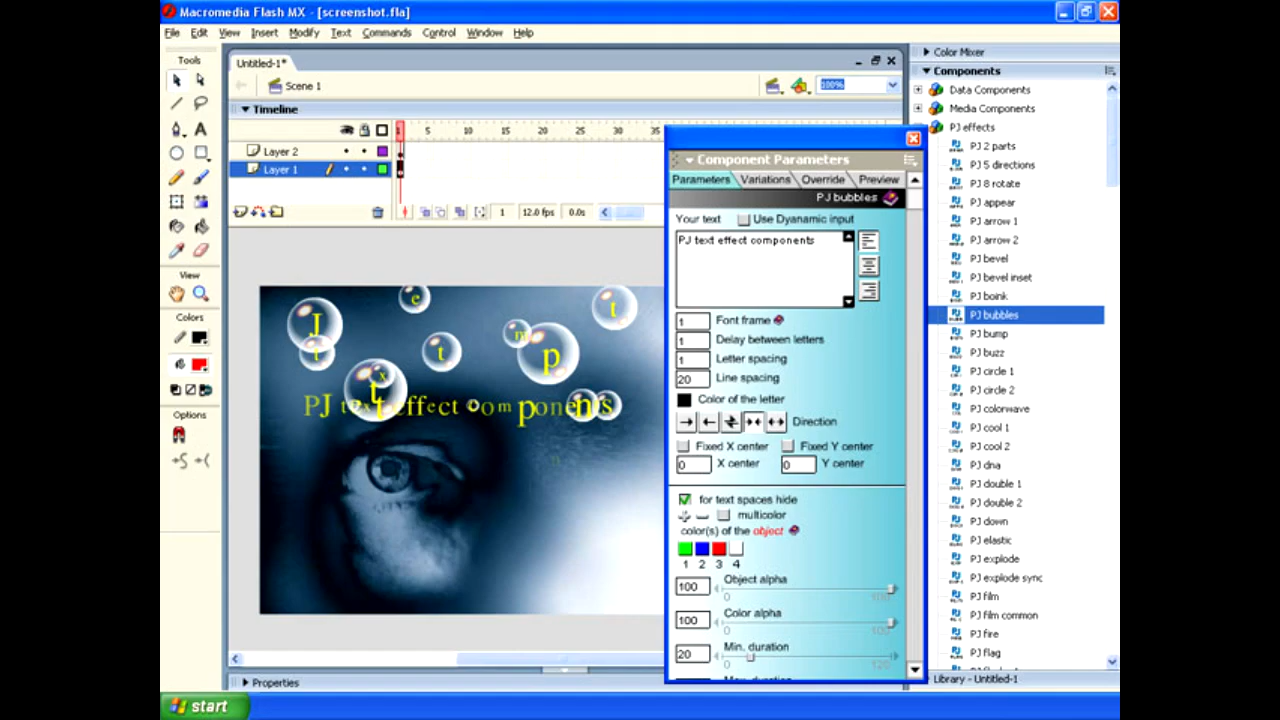 Macromedia Flash MX - [screenshot.fla]
File Edit View Insert Modify Text Commands Control Window Help
Tools
View
Colors
Options
Untitled-1*
Scene 1
100%
Timeline
1 5 10 15 20 25 30 35
Layer 2
Layer 1
1 12.0 fps 0.0s
J
t
e
t
x
t
t
m
p
t
PJ text effect components
Properties
Component Parameters
Parameters Variations Override Preview
PJ bubbles
Your text Use Dyanamic input
PJ text effect components
1 Font frame
1 Delay between letters
1 Letter spacing
20 Line spacing
Color of the letter
Direction
Fixed X center Fixed Y center
0 X center 0 Y center
for text spaces hide
multicolor
color(s) of the object
1 2 3 4
100 Object alpha
0 100
100 Color alpha
0 100
20 Min. duration
0 120
Color Mixer
Components
Data Components
Media Components
PJ effects
PJ 2 parts
PJ 5 directions
PJ 8 rotate
PJ appear
PJ arrow 1
PJ arrow 2
PJ bevel
PJ bevel inset
PJ boink
PJ bubbles
PJ bump
PJ buzz
PJ circle 1
PJ circle 2
PJ colorwave
PJ cool 1
PJ cool 2
PJ dna
PJ double 1
PJ double 2
PJ down
PJ elastic
PJ explode
PJ explode sync
PJ film
PJ film common
PJ fire
PJ flag
Library - Untitled-1
start